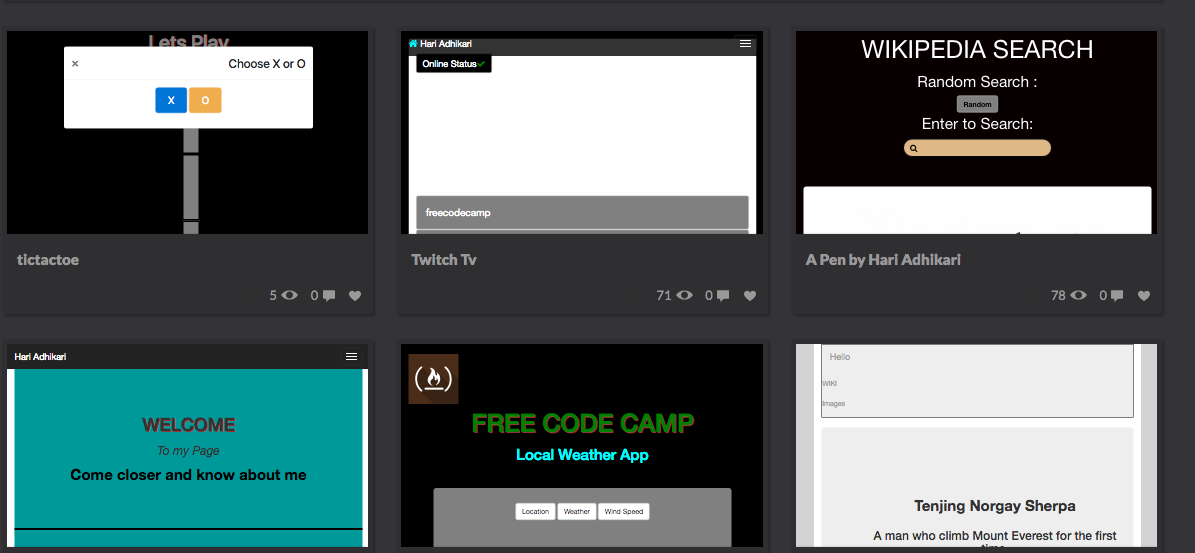 Lets Play
×
Choose X or O
X
O
tictactoe
5
0
Hari Adhikari
Online Status
freecodecamp
Twitch Tv
71
0
WIKIPEDIA SEARCH
Random Search :
Random
Enter to Search:
A Pen by Hari Adhikari
78
0
Hari Adhikari
WELCOME
To my Page
Come closer and know about me
FREE CODE CAMP
Local Weather App
Location
Weather
Wind Speed
Hello
WIKI
Images
Tenjing Norgay Sherpa
A man who climb Mount Everest for the first
time